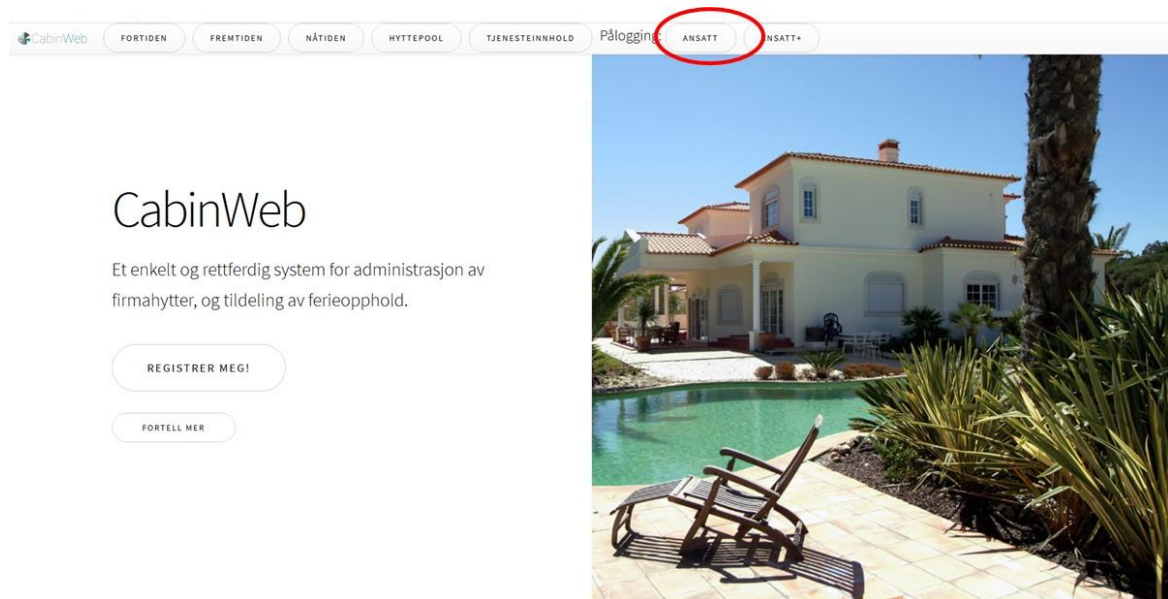 CabinWeb FORTIDEN FREMTIDEN NÅTIDEN HYTTEPOOL TJENESTEINNHOLD Pålogging: ANSATT ANSATT+
CabinWeb
Et enkelt og rettferdig system for administrasjon av
firmahytter, og tildeling av ferieopphold.
REGISTRER MEG!
FORTELL MER